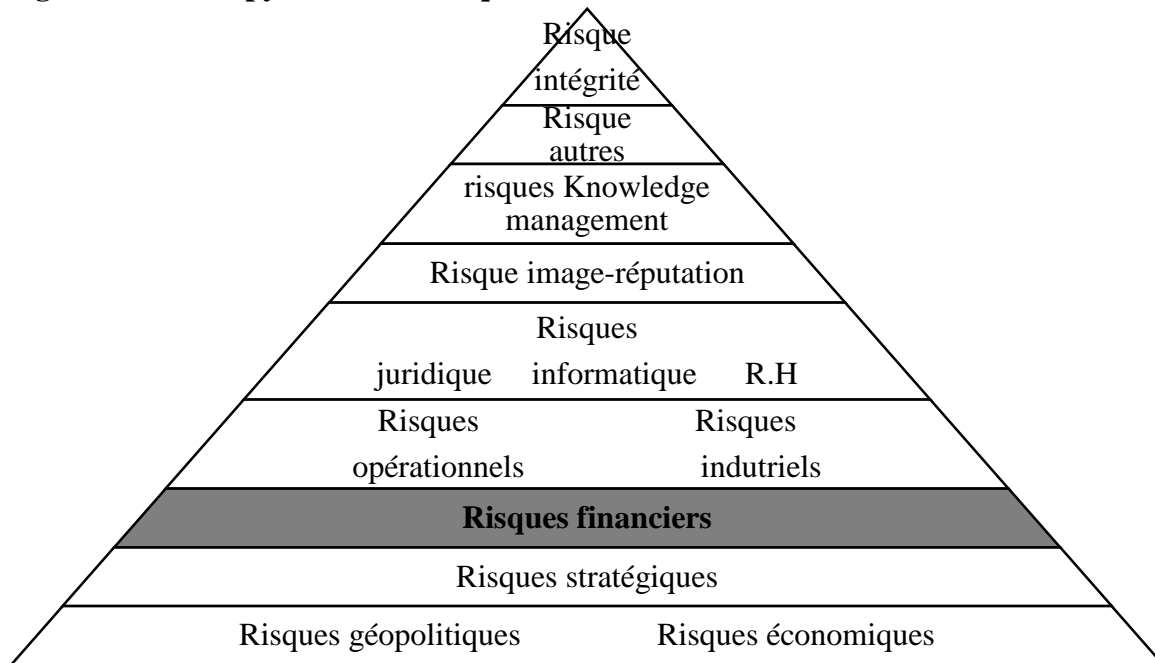 Risque
intégrité
Risque
autres
risques Knowledge
management
Risque image-réputation
Risques
juridique informatique R.H
Risques Risques
opérationnels indutriels
Risques financiers
Risques stratégiques
Risques géopolitiques Risques économiques